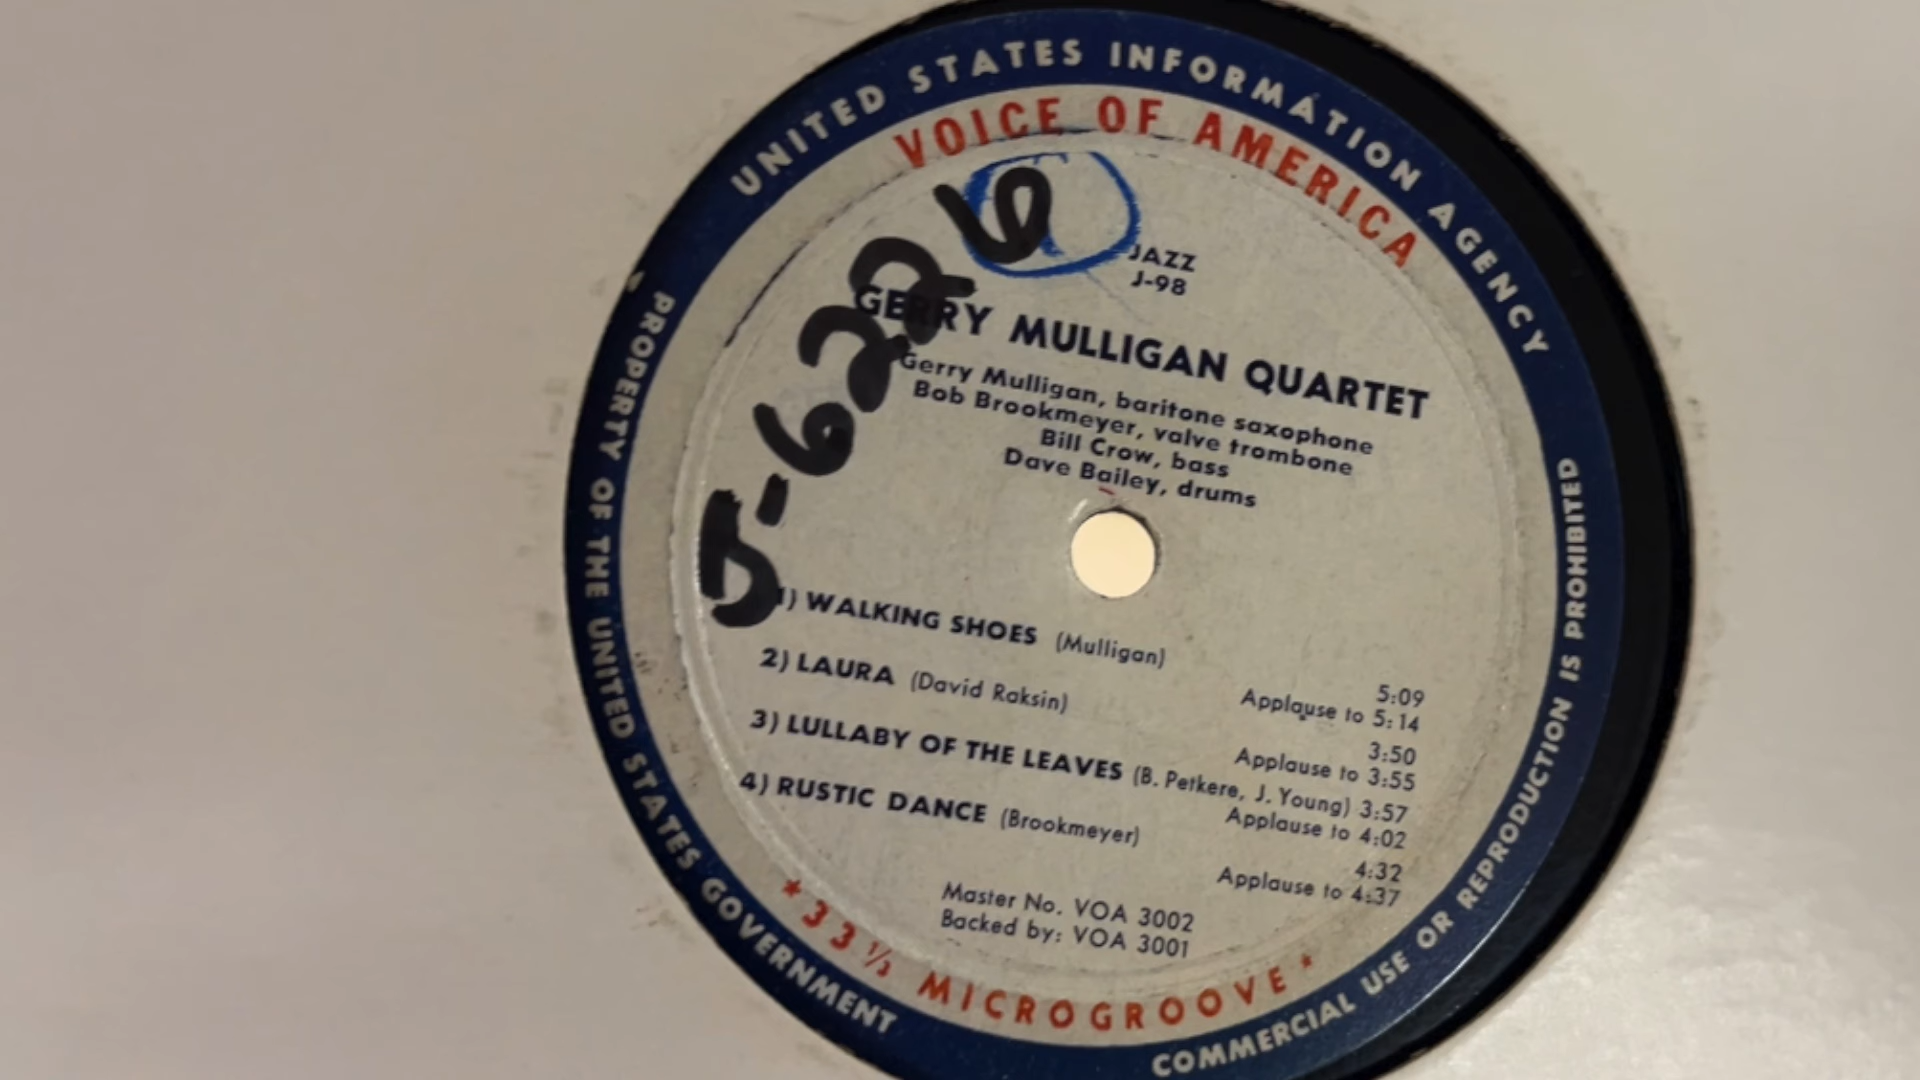 UNITED STATES INFORMATION AGENCY
VOICE OF AMERICA
JAZZ
J-98
GERRY MULLIGAN QUARTET
Gerry Mulligan, baritone saxophone
Bob Brookmeyer, valve trombone
Bill Crow, bass
Dave Bailey, drums
J-6226
1) WALKING SHOES (Mulligan) 5:09
Applause to 5:14
2) LAURA (David Raksin) 3:50
Applause to 3:55
3) LULLABY OF THE LEAVES (B. Petkere, J. Young) 3:57
Applause to 4:02
4) RUSTIC DANCE (Brookmeyer) 4:32
Applause to 4:37
Master No. VOA 3002
Backed by: VOA 3001
* 33 ⅓ MICROGROOVE *
PROPERTY OF THE UNITED STATES GOVERNMENT
COMMERCIAL USE OR REPRODUCTION IS PROHIBITED